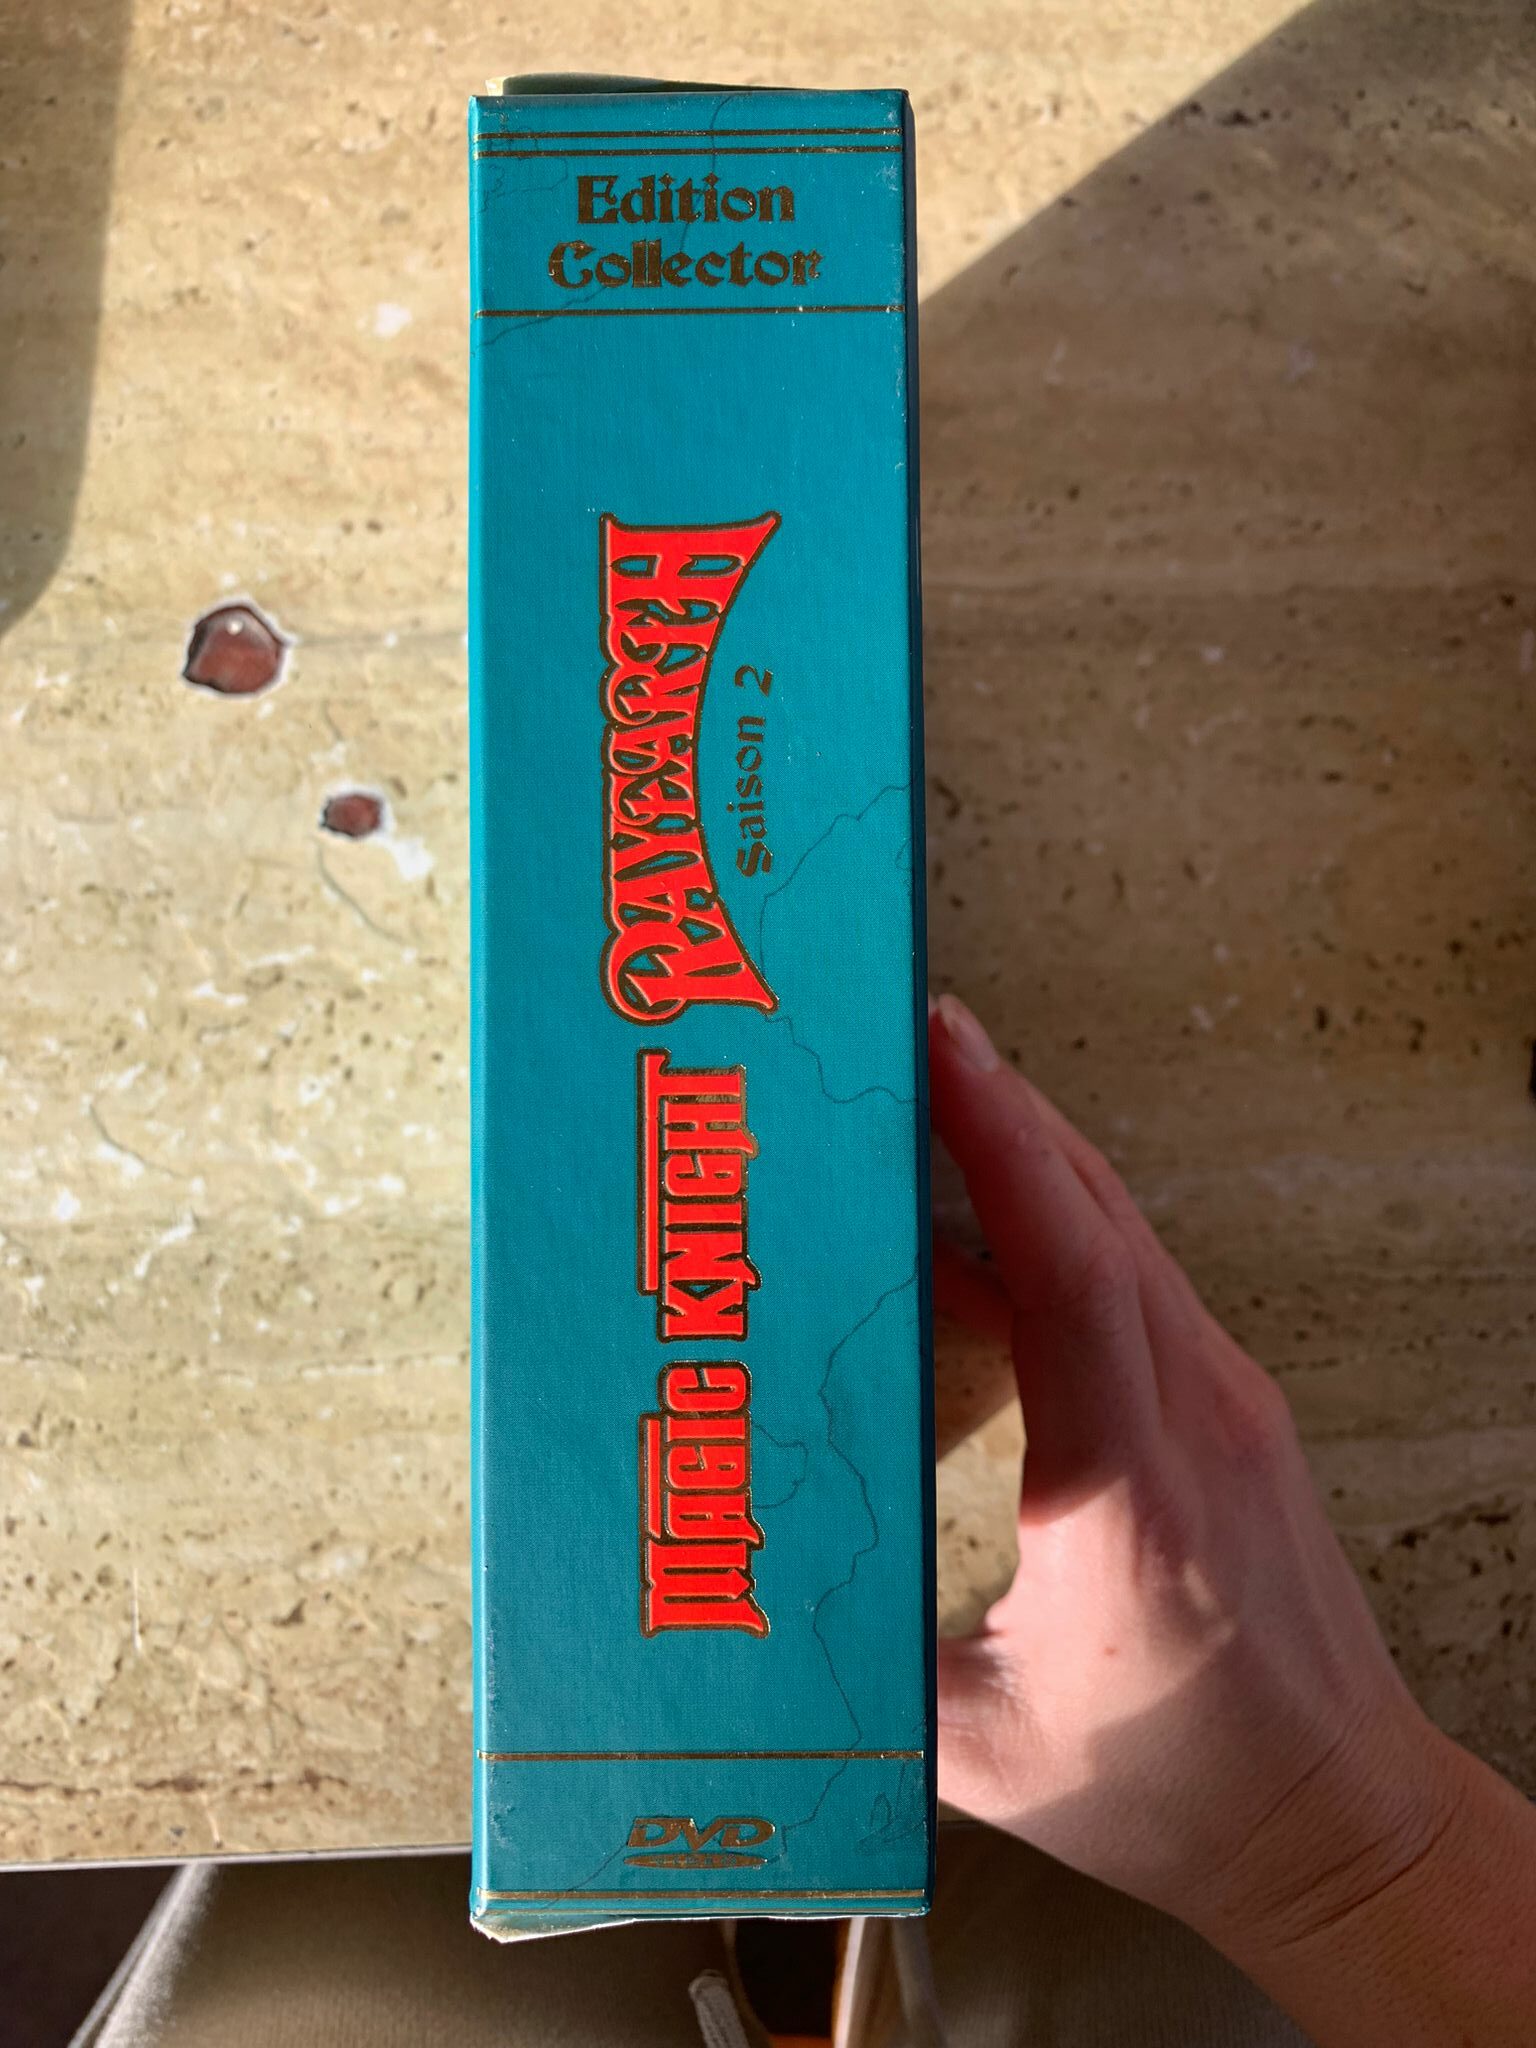 Edition
Collector
MAGIC KNIGHT RAYEARTH
Saison 2
DVD